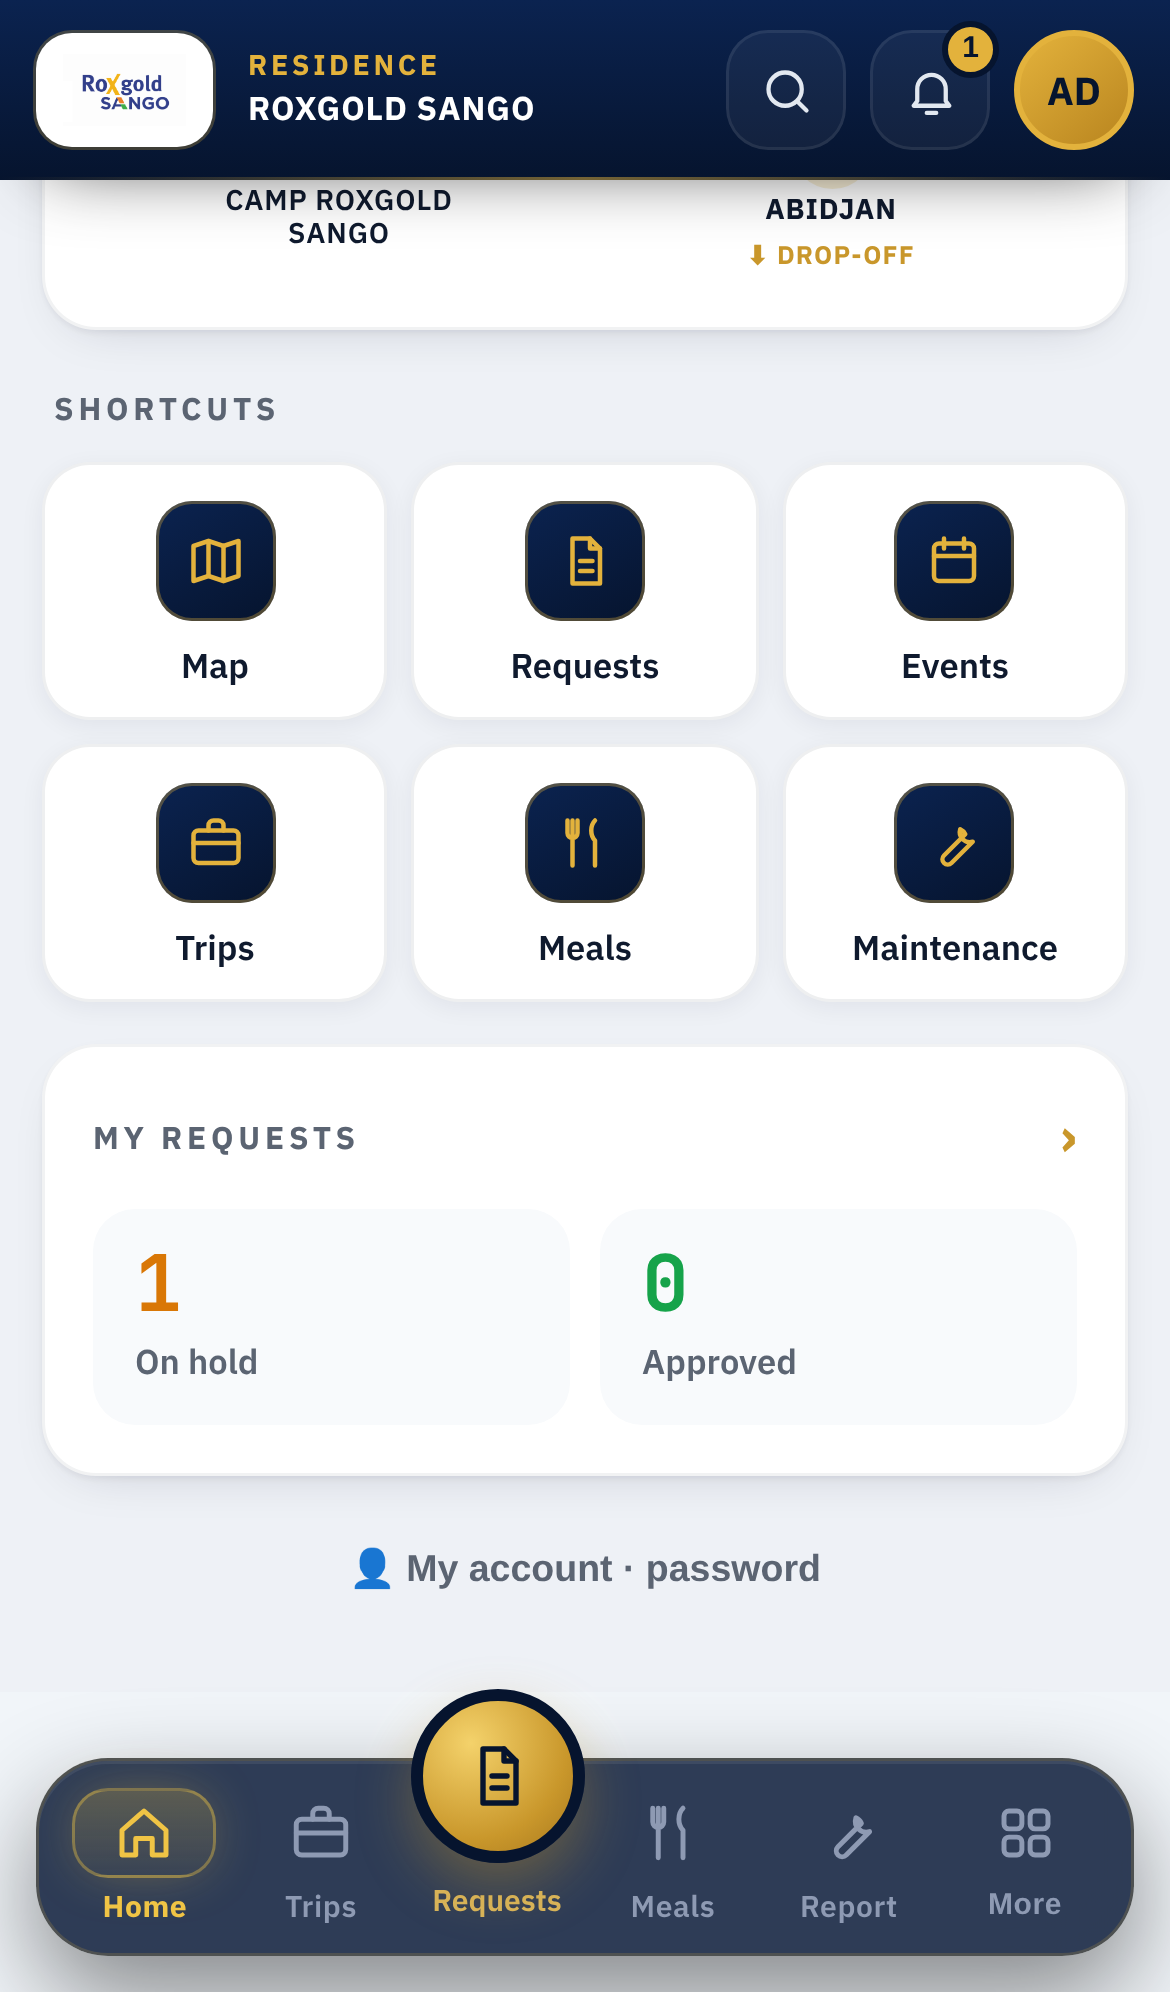 Roxgold
SANGO
RESIDENCE
ROXGOLD SANGO
1
AD
CAMP ROXGOLD
SANGO
ABIDJAN
⬇ DROP-OFF
SHORTCUTS
Map
Requests
Events
Trips
Meals
Maintenance
MY REQUESTS
›
1
On hold
0
Approved
👤 My account · password
Home
Trips
Requests
Meals
Report
More